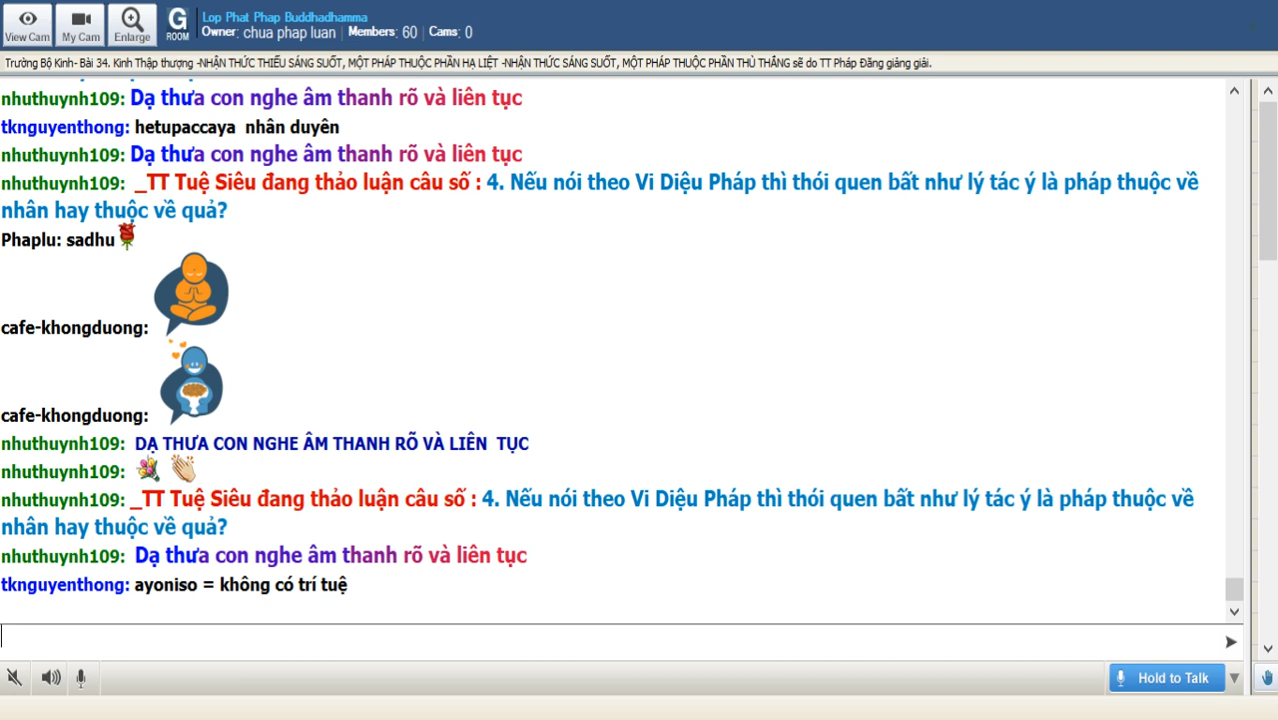 View Cam
My Cam
Enlarge
G
ROOM
Lop Phat Phap Buddhadhamma
Owner: chua phap luan | Members: 60 | Cams: 0
Trường Bộ Kinh- Bài 34. Kinh Thập thượng -NHẬN THỨC THIẾU SÁNG SUỐT, MỘT PHÁP THUỘC PHẦN HẠ LIỆT -NHẬN THỨC SÁNG SUỐT, MỘT PHÁP THUỘC PHẦN THÙ THẮNG sẽ do TT Pháp Đăng giảng giải.
nhuthuynh109: Dạ thưa con nghe âm thanh rõ và liên tục
tknguyenthong: hetupaccaya nhân duyên
nhuthuynh109: Dạ thưa con nghe âm thanh rõ và liên tục
nhuthuynh109: _TT Tuệ Siêu đang thảo luận câu số : 4. Nếu nói theo Vi Diệu Pháp thì thói quen bất như lý tác ý là pháp thuộc về
nhân hay thuộc về quả?
Phaplu: sadhu
cafe-khongduong:
cafe-khongduong:
nhuthuynh109: DẠ THƯA CON NGHE ÂM THANH RÕ VÀ LIÊN TỤC
nhuthuynh109:
nhuthuynh109: _TT Tuệ Siêu đang thảo luận câu số : 4. Nếu nói theo Vi Diệu Pháp thì thói quen bất như lý tác ý là pháp thuộc về
nhân hay thuộc về quả?
nhuthuynh109: Dạ thưa con nghe âm thanh rõ và liên tục
tknguyenthong: ayoniso = không có trí tuệ
Hold to Talk